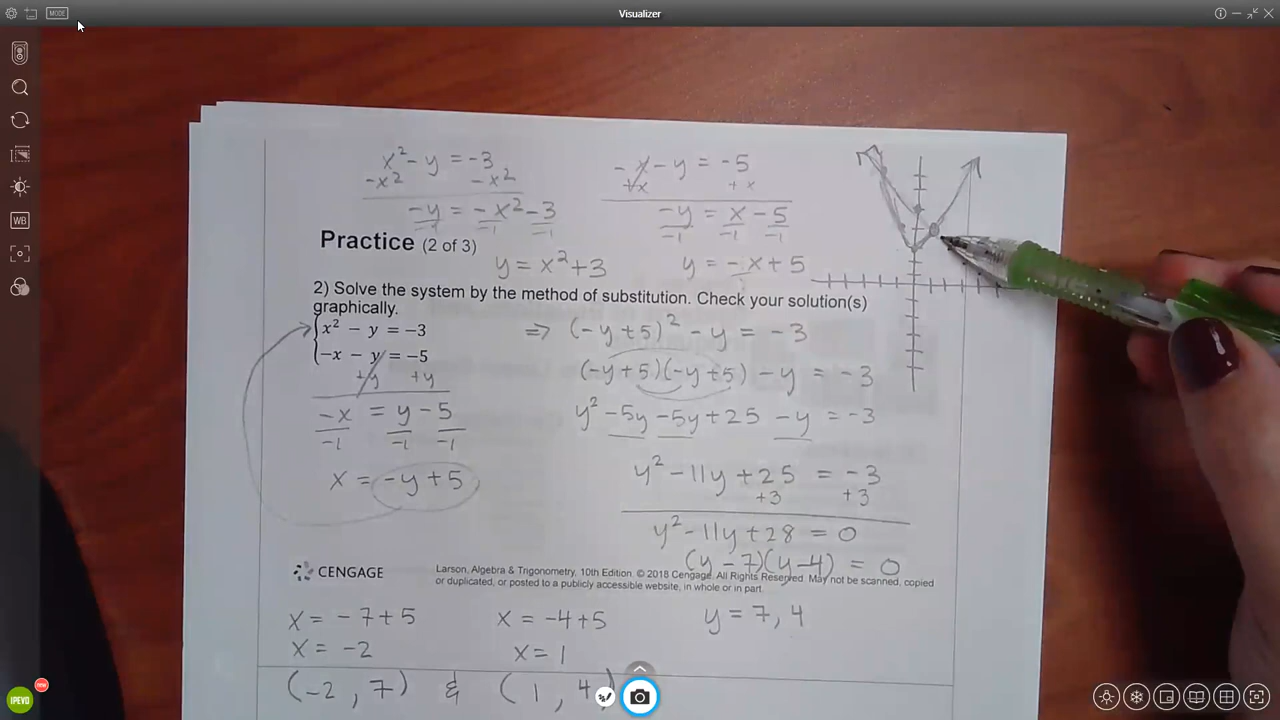 MODE
Visualizer
x² - y = -3
-x² -x²
-y = -x² - 3
-1 -1 -1
y = x² + 3
-x - y = -5
+x +x
-y = x - 5
-1 -1 -1
y = -x + 5
Practice (2 of 3)
2) Solve the system by the method of substitution. Check your solution(s)
graphically.
x² − y = −3
−x − y = −5
+y +y
-x = y - 5
-1 -1 -1
x = -y + 5
=> (-y + 5)² - y = -3
(-y + 5)(-y + 5) - y = -3
y² - 5y - 5y + 25 - y = -3
y² - 11y + 25 = -3
+3 +3
y² - 11y + 28 = 0
(y - 7)(y - 4) = 0
CENGAGE
Larson, Algebra & Trigonometry, 10th Edition. © 2018 Cengage. All Rights Reserved. May not be scanned, copied
or duplicated, or posted to a publicly accessible website, in whole or in part.
x = -7 + 5
x = -2
x = -4 + 5
x = 1
y = 7, 4
(-2, 7) & (1, 4)
WB
IPEVO
new